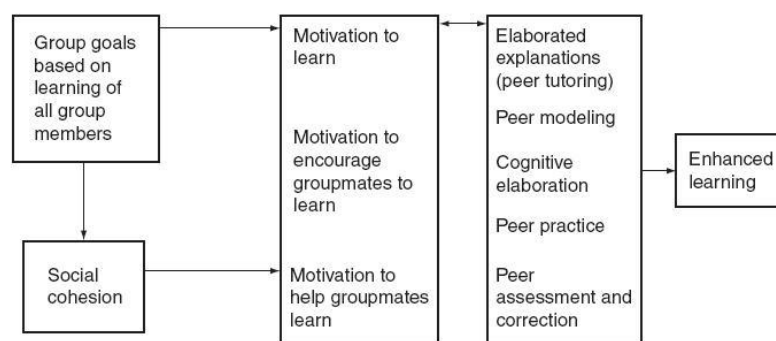 Group goals
based on
learning of
all group
members
Social
cohesion
Motivation to
learn
Motivation to
encourage
groupmates to
learn
Motivation to
help groupmates
learn
Elaborated
explanations
(peer tutoring)
Peer modeling
Cognitive
elaboration
Peer practice
Peer
assessment and
correction
Enhanced
learning